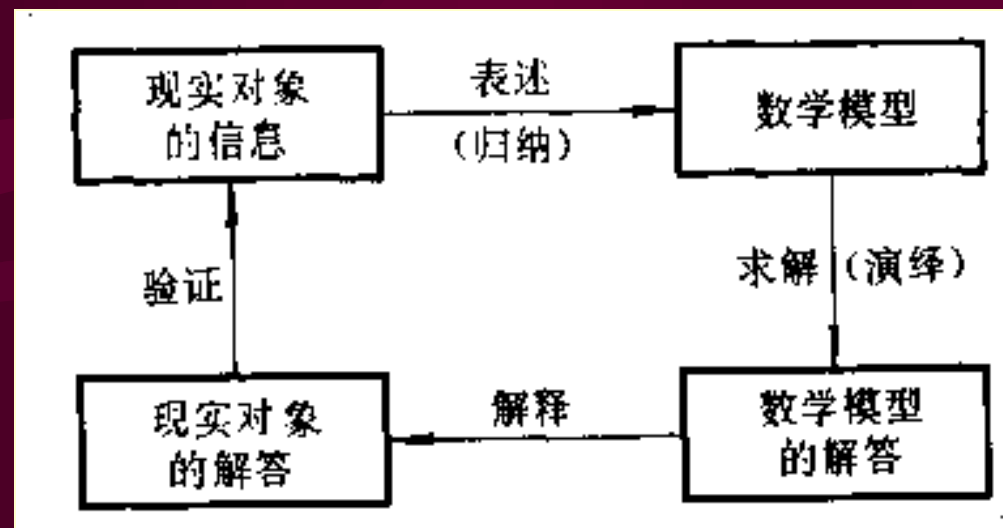 现实对象
的信息
表述
(归纳)
数学模型
验证
求解(演绎)
现实对象
的解答
解释
数学模型
的解答